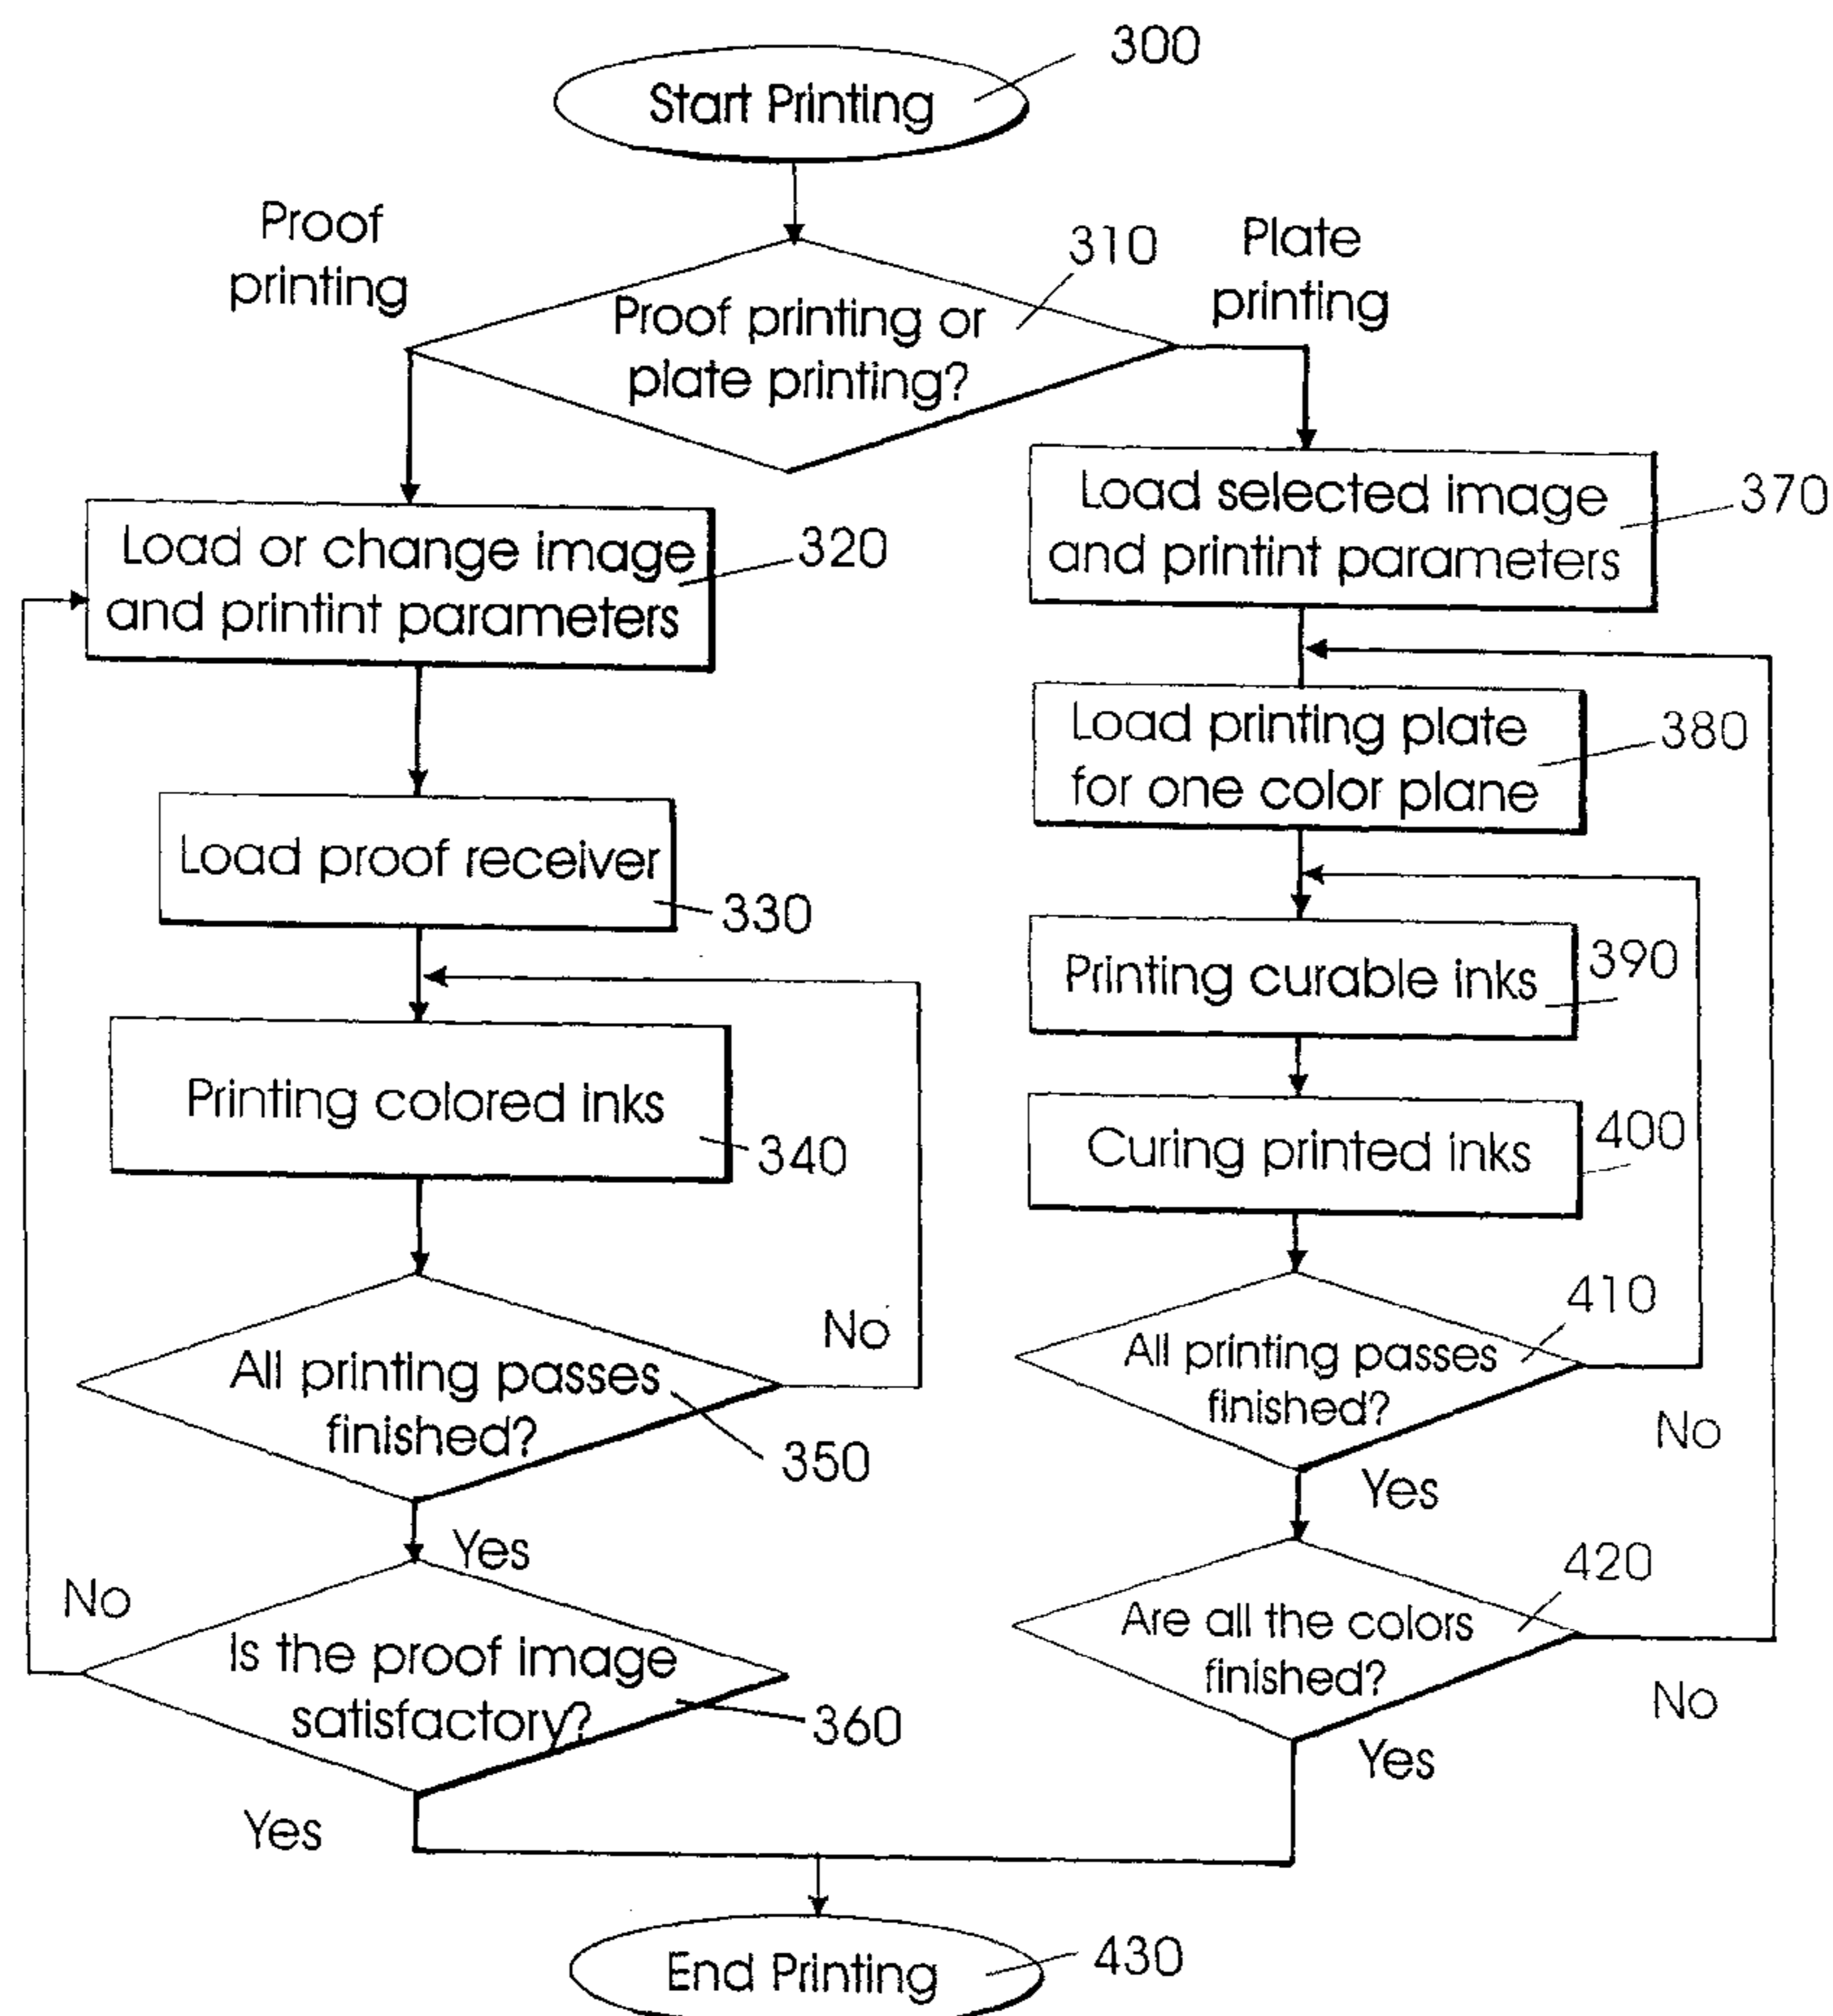 300
Start Printing
Proof
printing
310
Plate
printing
Proof printing or
plate printing?
Load or change image
and printint parameters
320
Load selected image
and printint parameters
370
Load proof receiver
330
Load printing plate
for one color plane
380
Printing colored inks
340
Printing curable inks
390
Curing printed inks
400
All printing passes
finished?
350
No
Yes
All printing passes
finished?
410
No
Yes
Is the proof image
satisfactory?
360
No
Yes
Are all the colors
finished?
420
No
Yes
End Printing
430